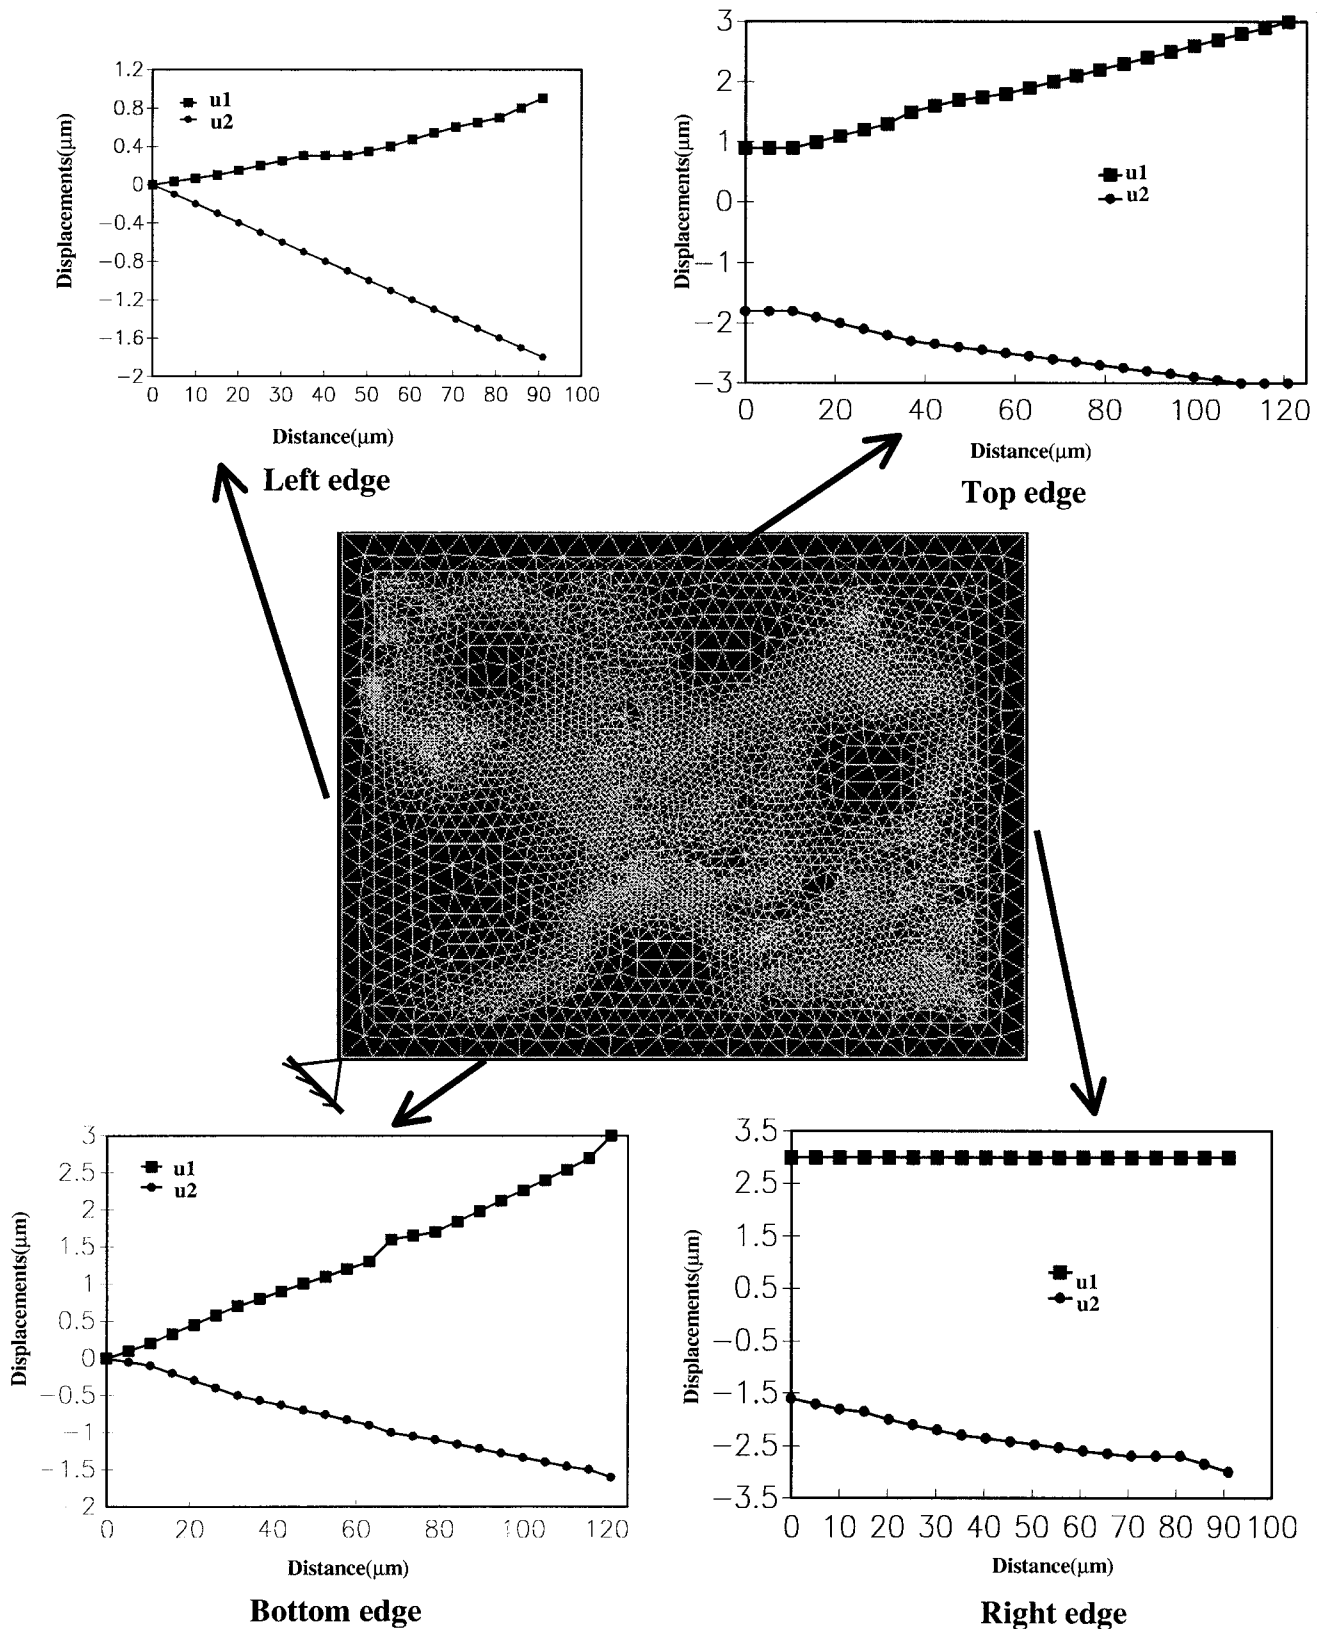 1.2
0.8
0.4
0
−0.4
−0.8
−1.2
−1.6
−2
u1
u2
Displacements(μm)
0 10 20 30 40 50 60 70 80 90 100
Distance(μm)
Left edge
3
2
1
0
−1
−2
−3
u1
u2
Displacements(μm)
0 20 40 60 80 100 120
Distance(μm)
Top edge
3
2.5
2
1.5
1
0.5
0
−0.5
−1
−1.5
2
u1
u2
Displacements(μm)
0 20 40 60 80 100 120
Distance(μm)
Bottom edge
3.5
2.5
1.5
0.5
−0.5
−1.5
−2.5
−3.5
u1
u2
Displacements(μm)
0 10 20 30 40 50 60 70 80 90 100
Distance(μm)
Right edge